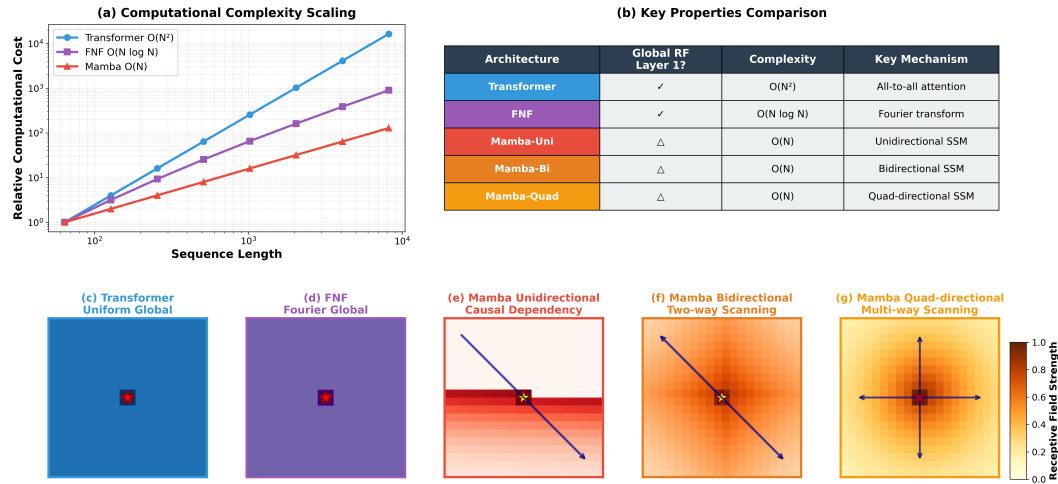 (a) Computational Complexity Scaling
Relative Computational Cost
10⁴
10³
10²
10¹
10⁰
Transformer O(N²)
FNF O(N log N)
Mamba O(N)
10² 10³ 10⁴
Sequence Length
(b) Key Properties Comparison
Architecture Global RF Layer 1? Complexity Key Mechanism
Transformer ✓ O(N²) All-to-all attention
FNF ✓ O(N log N) Fourier transform
Mamba-Uni △ O(N) Unidirectional SSM
Mamba-Bi △ O(N) Bidirectional SSM
Mamba-Quad △ O(N) Quad-directional SSM
(c) Transformer
Uniform Global
(d) FNF
Fourier Global
(e) Mamba Unidirectional
Causal Dependency
(f) Mamba Bidirectional
Two-way Scanning
(g) Mamba Quad-directional
Multi-way Scanning
1.0
0.8
0.6
0.4
0.2
0.0
Receptive Field Strength